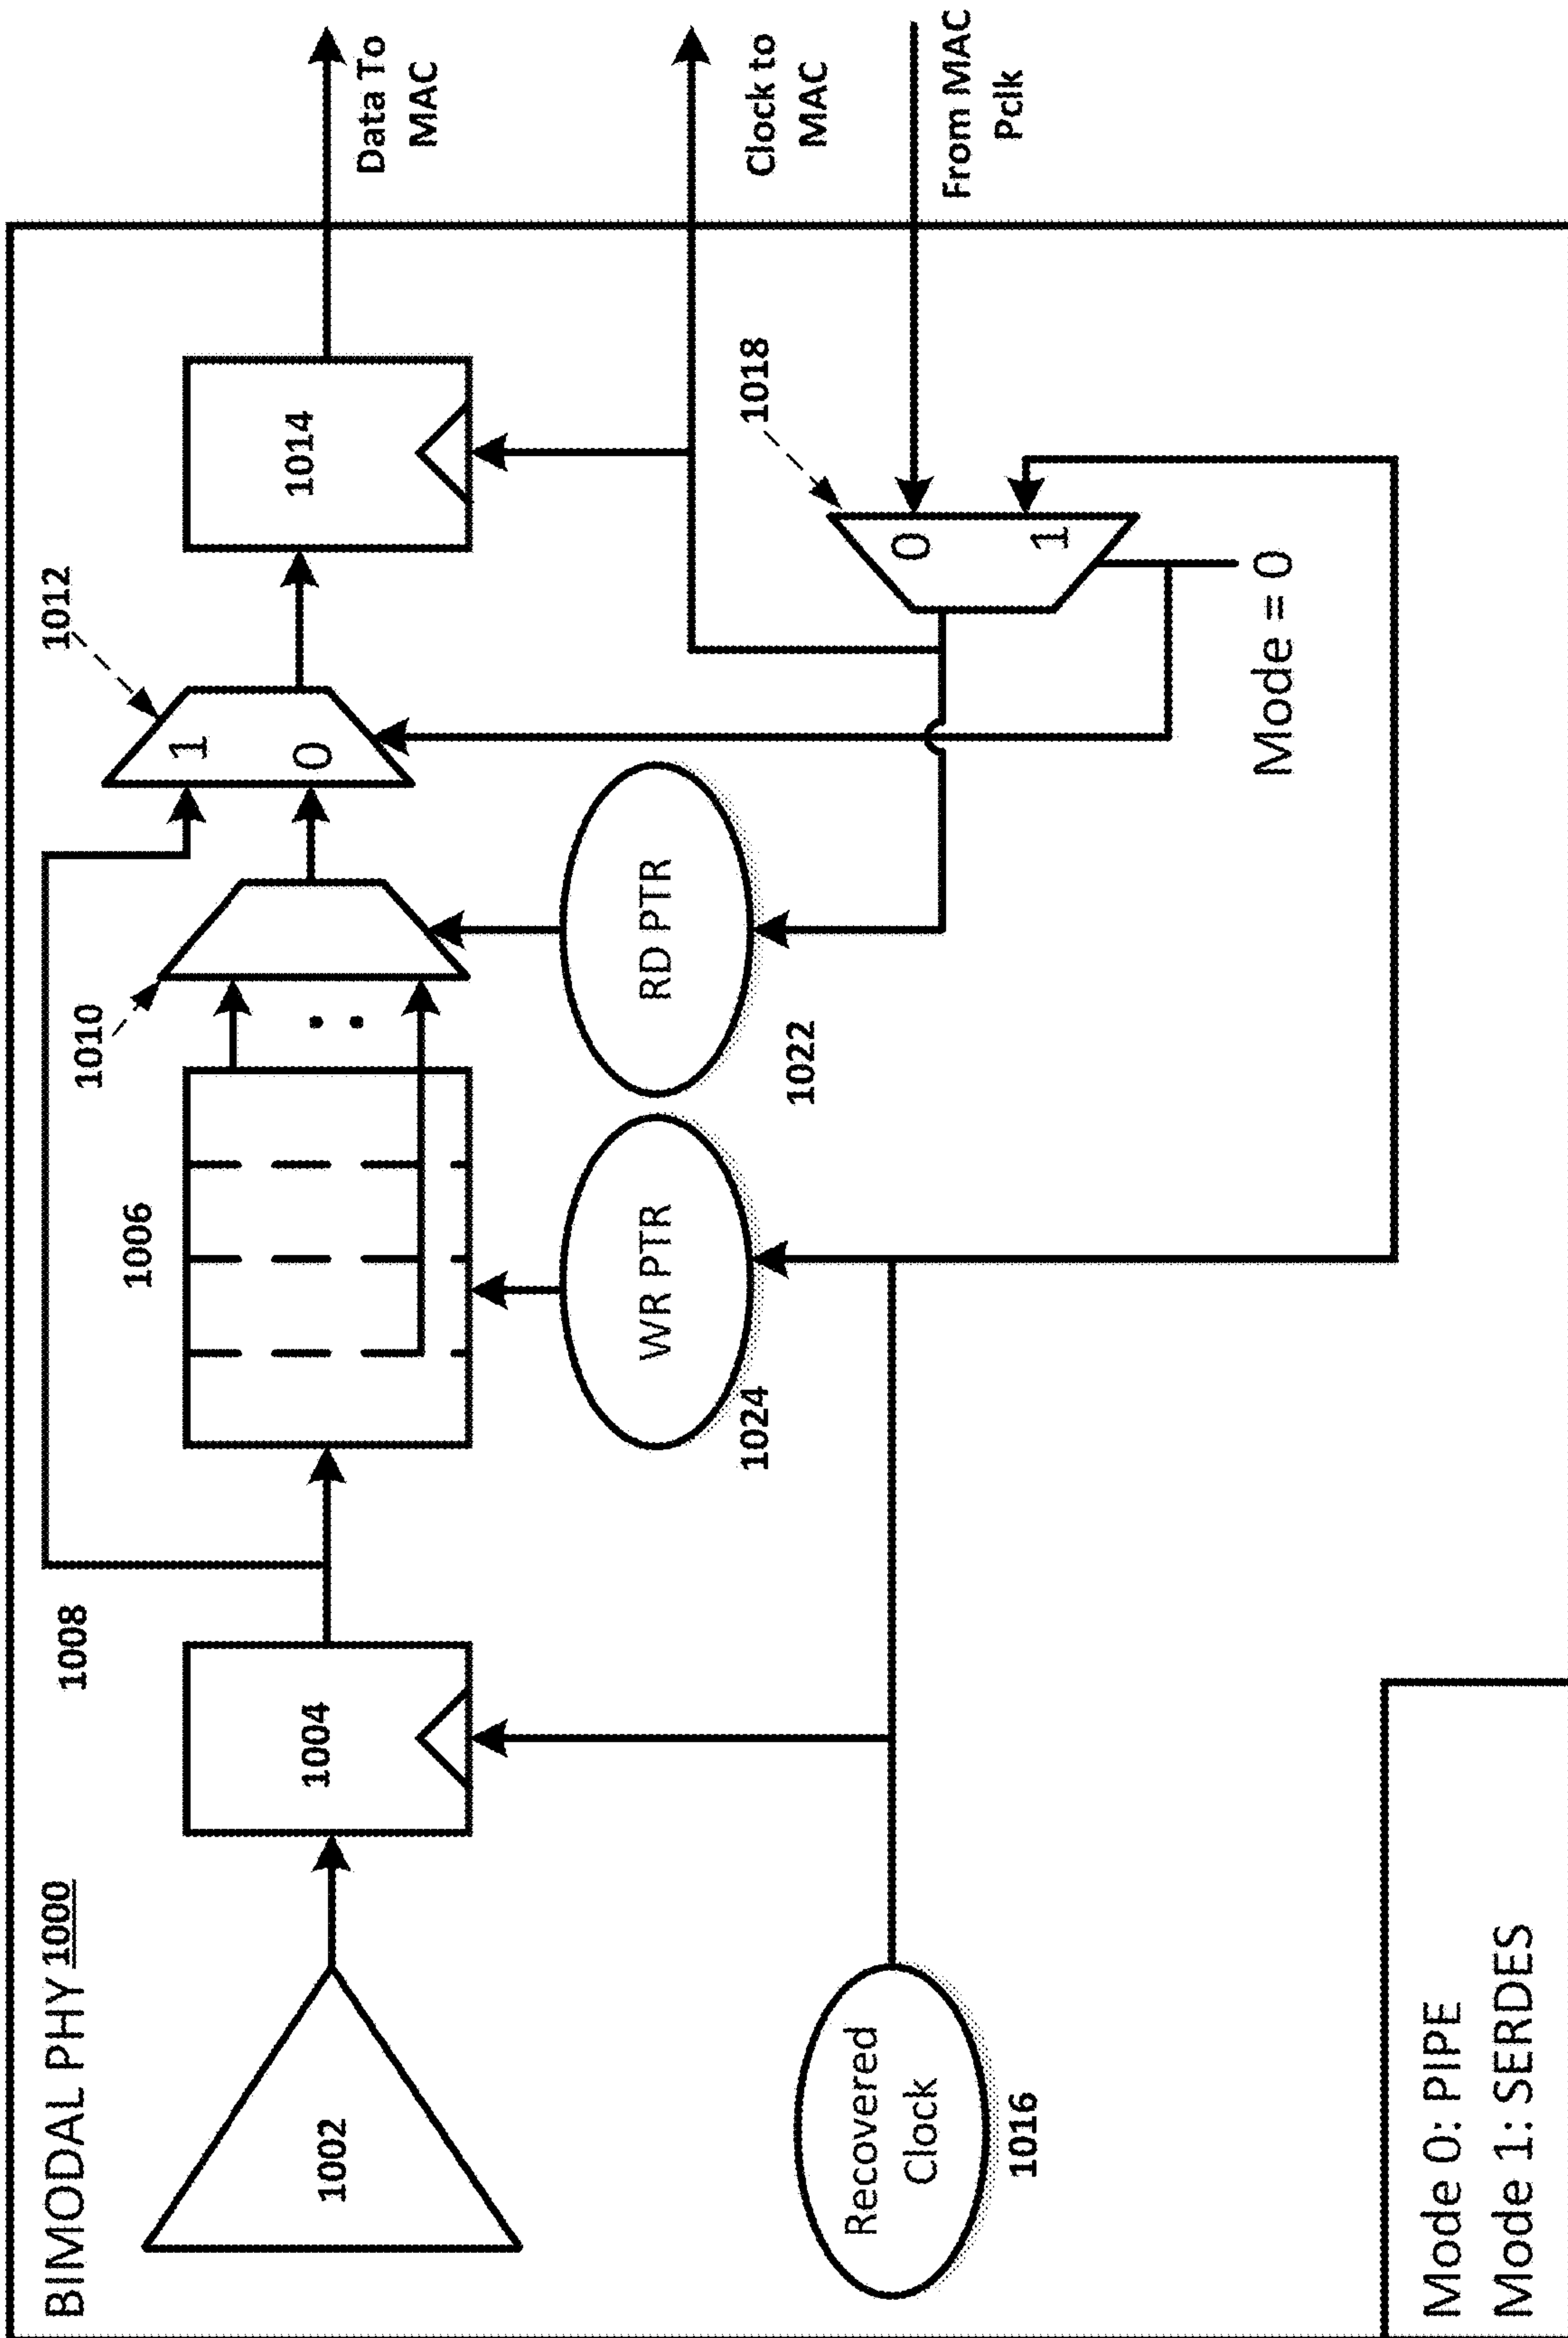 BIMODAL PHY 1000
1002
1004
1008
1006
1010
1012
1014
1 0
Data To
MAC
WR PTR
1024
RD PTR
1022
Clock to
MAC
Recovered
Clock
1016
1018
0
1
From MAC
Pclk
Mode = 0
Mode 0: PIPE
Mode 1: SERDES